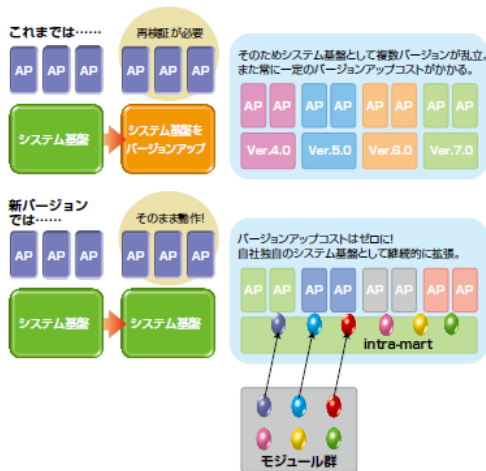 これまでは……
再検証が必要
AP AP AP
AP AP AP
システム基盤
システム基盤を
バージョンアップ
そのためシステム基盤として複数バージョンが乱立。
また常に一定のバージョンアップコストがかかる。
AP AP AP AP AP AP AP AP
Ver.4.0 Ver.5.0 Ver.6.0 Ver.7.0
新バージョン
では……
そのまま動作!
AP AP AP
AP AP AP
システム基盤
システム基盤
バージョンアップコストはゼロに!
自社独自のシステム基盤として継続的に拡張。
AP AP AP AP AP AP AP AP
intra-mart
モジュール群